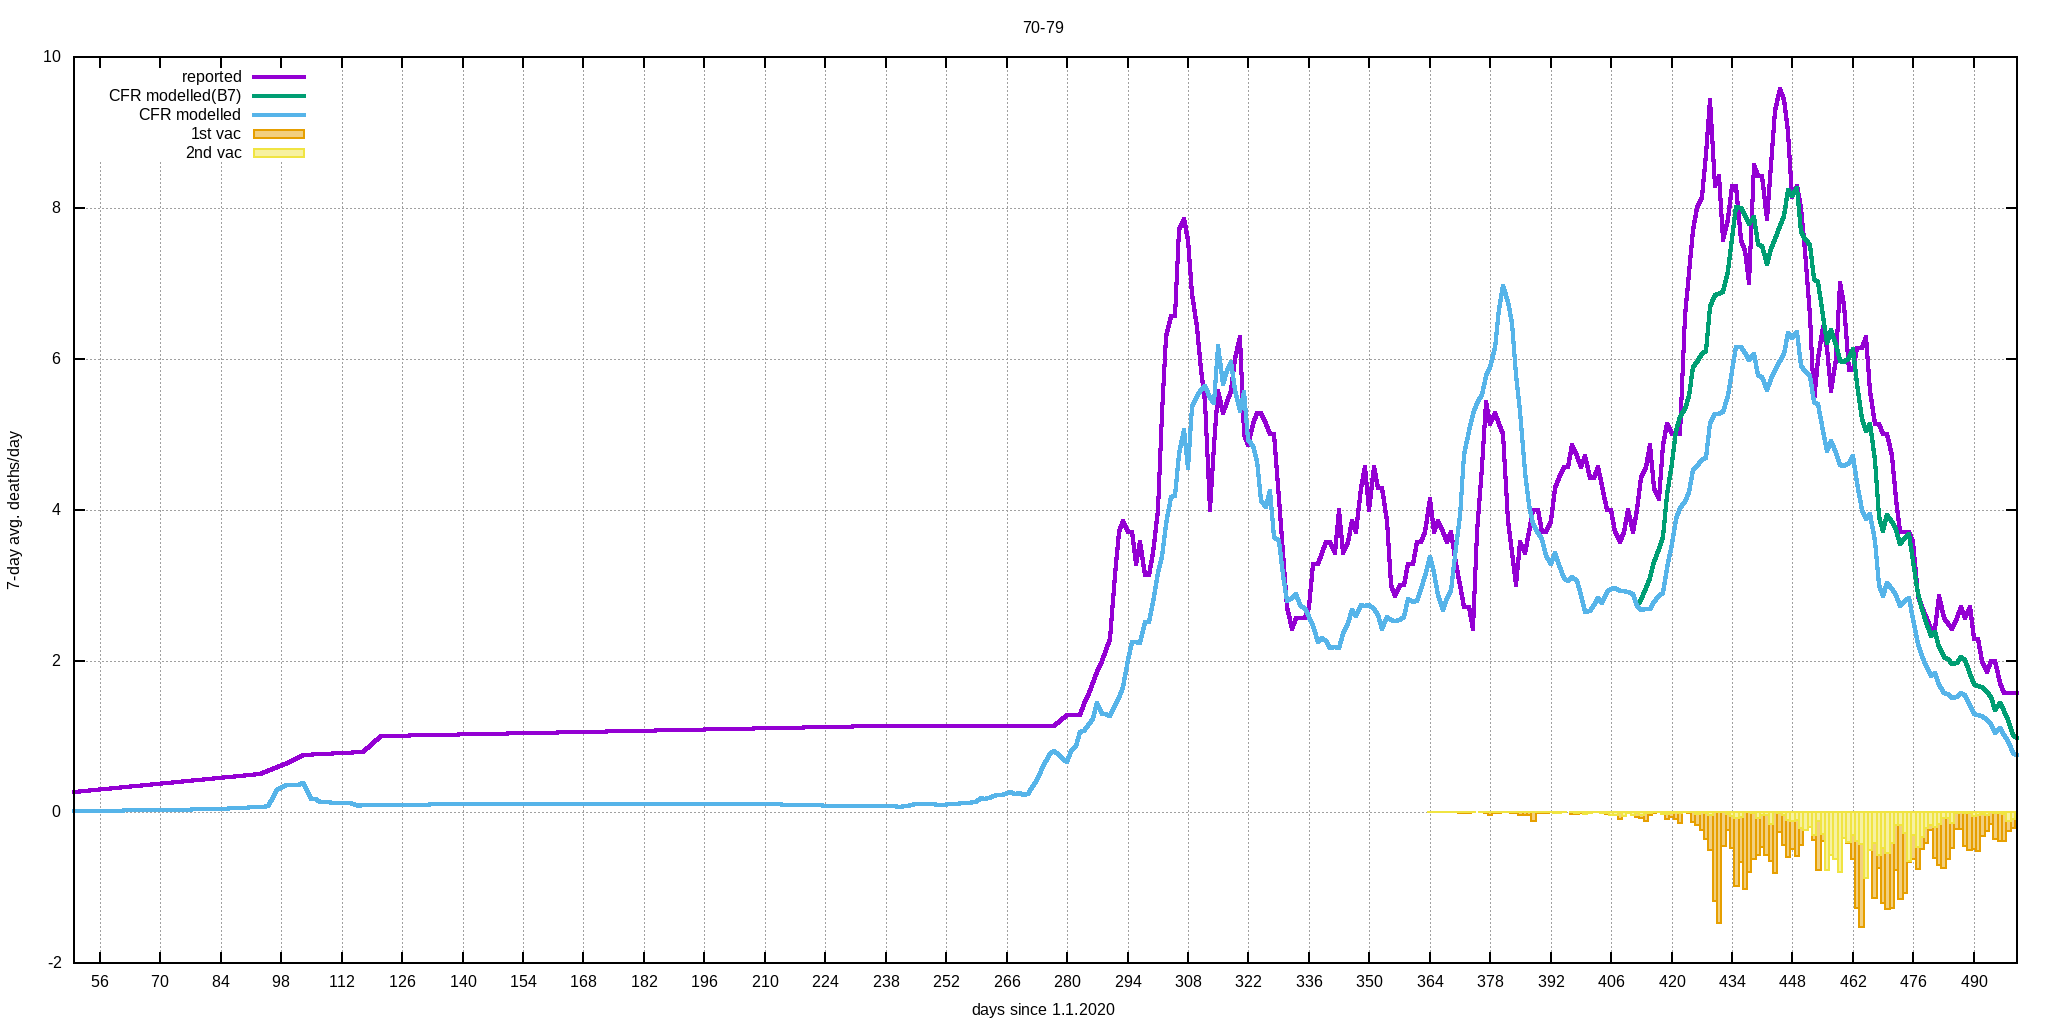 70-79
reported
CFR modelled(B7)
CFR modelled
1st vac
2nd vac
10
8
6
4
2
0
-2
7-day avg. deaths/day
56 70 84 98 112 126 140 154 168 182 196 210 224 238 252 266 280 294 308 322 336 350 364 378 392 406 420 434 448 462 476 490
days since 1.1.2020